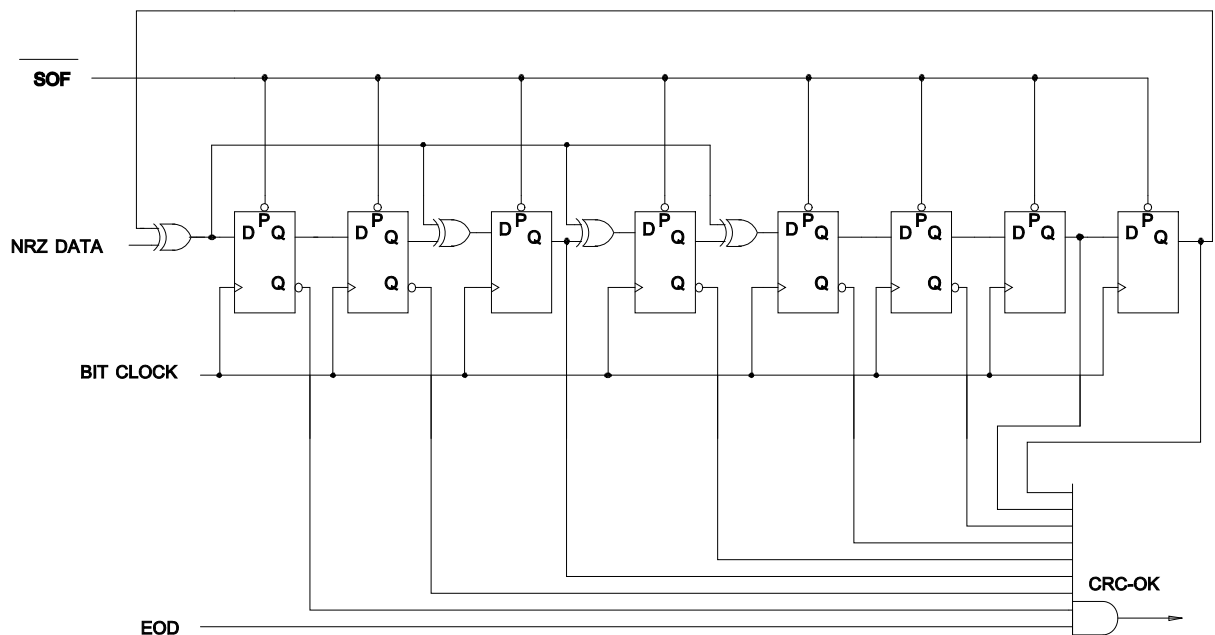 SOF
P P P P P P P P
D Q D Q D Q D Q D Q D Q D Q D Q
NRZ DATA
Q Q Q Q Q
BIT CLOCK
CRC-OK
EOD